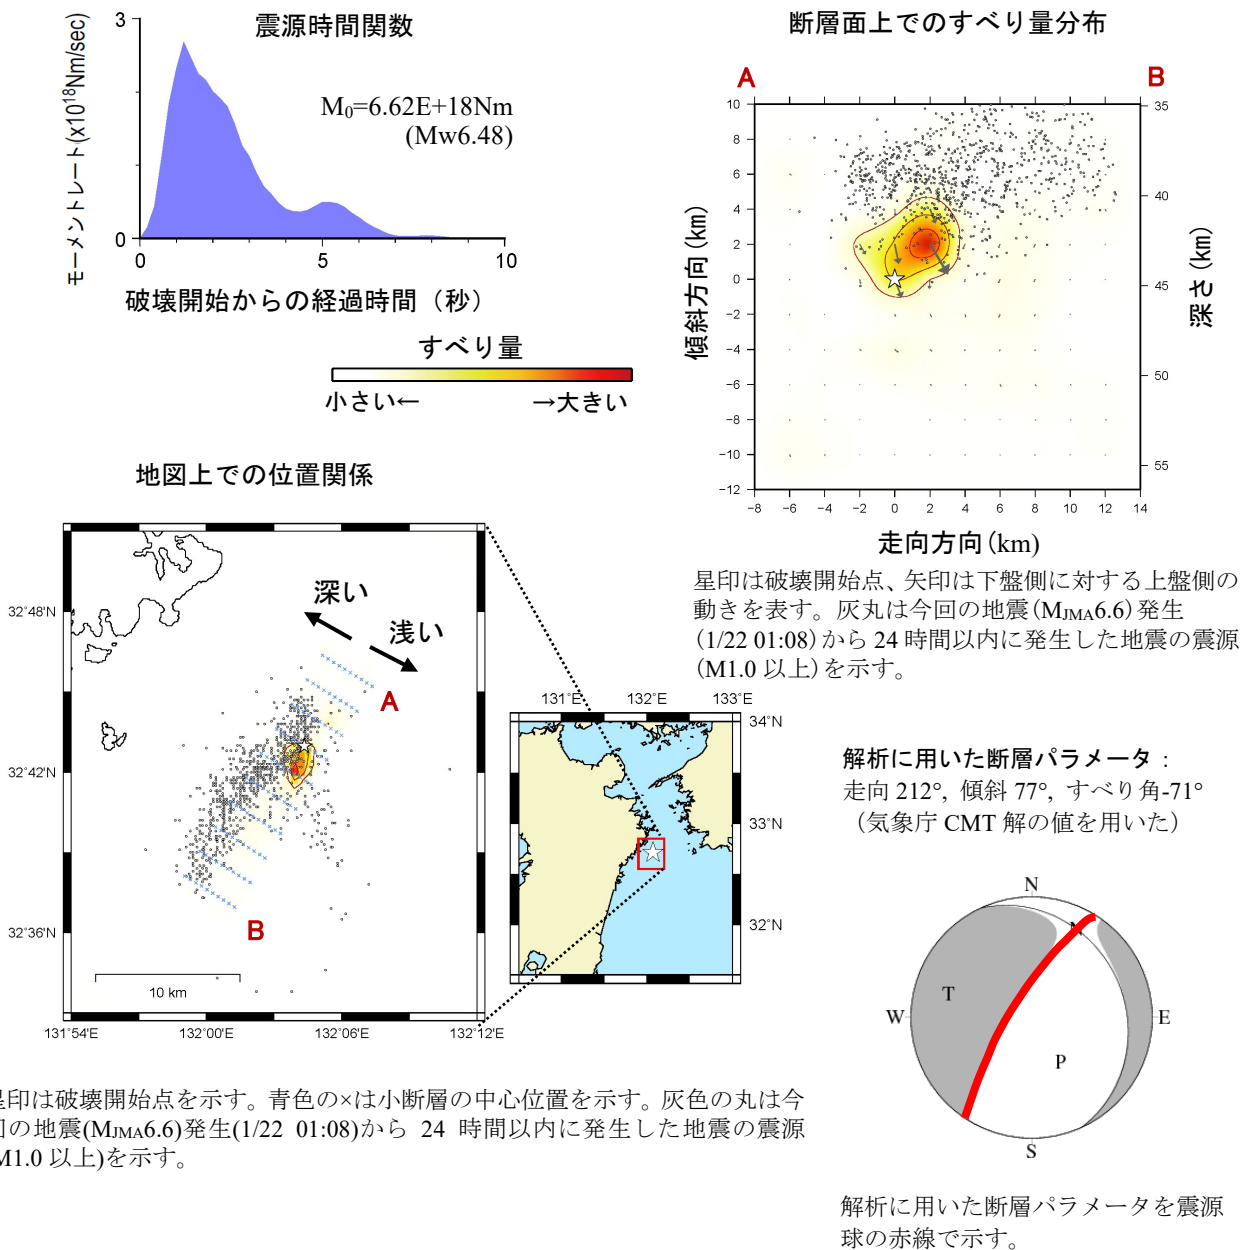 震源時間関数
モーメントレート(x10¹⁸Nm/sec)
3
0
M₀=6.62E+18Nm
(Mw6.48)
0 5 10
破壊開始からの経過時間（秒）
すべり量
小さい← →大きい
断層面上でのすべり量分布
A B
傾斜方向(km)
10
8
6
4
2
0
−2
−4
−6
−8
−10
−12
35
40
45
50
55
深さ(km)
−8 −6 −4 −2 0 2 4 6 8 10 12 14
走向方向(km)
星印は破壊開始点、矢印は下盤側に対する上盤側の
動きを表す。灰丸は今回の地震(MJMA6.6)発生
(1/22 01:08)から 24 時間以内に発生した地震の震源
(M1.0 以上)を示す。
地図上での位置関係
深い
浅い
A
B
32°48'N
32°42'N
32°36'N
10 km
131°54'E 132°00'E 132°06'E 132°12'E
131°E 132°E 133°E
34°N
33°N
32°N
星印は破壊開始点を示す。青色の×は小断層の中心位置を示す。灰色の丸は今
回の地震(MJMA6.6)発生(1/22 01:08)から 24 時間以内に発生した地震の震源
M1.0 以上)を示す。
解析に用いた断層パラメータ：
走向 212°, 傾斜 77°, すべり角-71°
（気象庁 CMT 解の値を用いた）
N
N
T
W
E
P
S
解析に用いた断層パラメータを震源
球の赤線で示す。